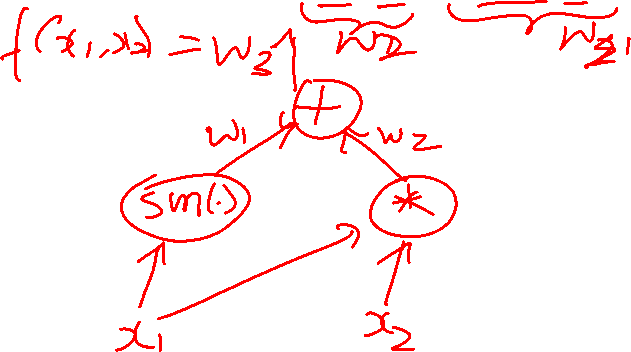 f(x₁,x₂) = w₃ w₂ w₁
+
w₁ w₂
sin(.) *
x₁ x₂